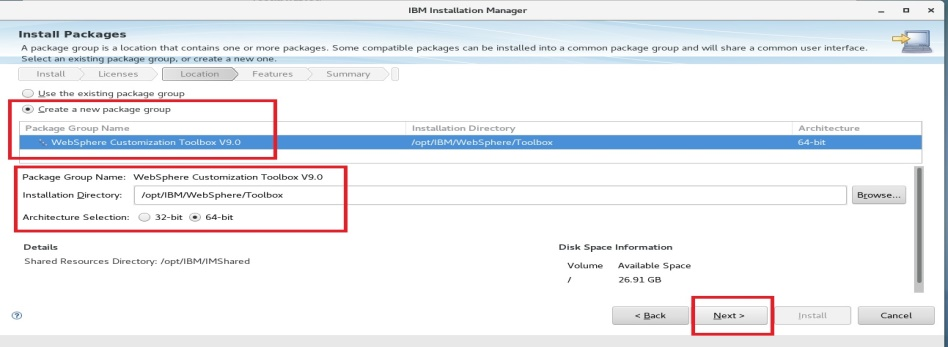 IBM Installation Manager
Install Packages
A package group is a location that contains one or more packages. Some compatible packages can be installed into a common package group and will share a common user interface.
Select an existing package group, or create a new one.
Install Licenses Location Features Summary
Use the existing package group
Create a new package group
Package Group Name Installation Directory Architecture
WebSphere Customization Toolbox V9.0 /opt/IBM/WebSphere/Toolbox 64-bit
Package Group Name: WebSphere Customization Toolbox V9.0
Installation Directory: /opt/IBM/WebSphere/Toolbox Browse...
Architecture Selection: 32-bit 64-bit
Details Disk Space Information
Shared Resources Directory: /opt/IBM/IMShared
Volume Available Space
/ 26.91 GB
? < Back Next > Install Cancel